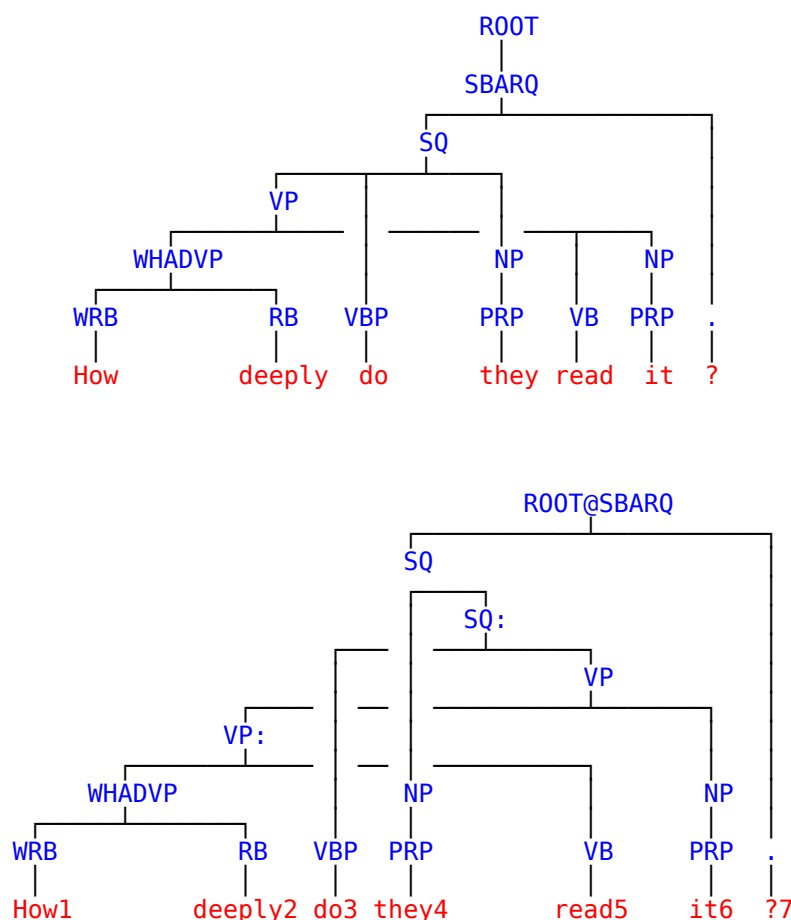 ROOT
SBARQ
SQ
VP
WHADVP NP NP
WRB RB VBP PRP VB PRP .
How deeply do they read it ?
ROOT@SBARQ
SQ
SQ:
VP
VP:
WHADVP NP NP
WRB RB VBP PRP VB PRP .
How1 deeply2 do3 they4 read5 it6 ?7